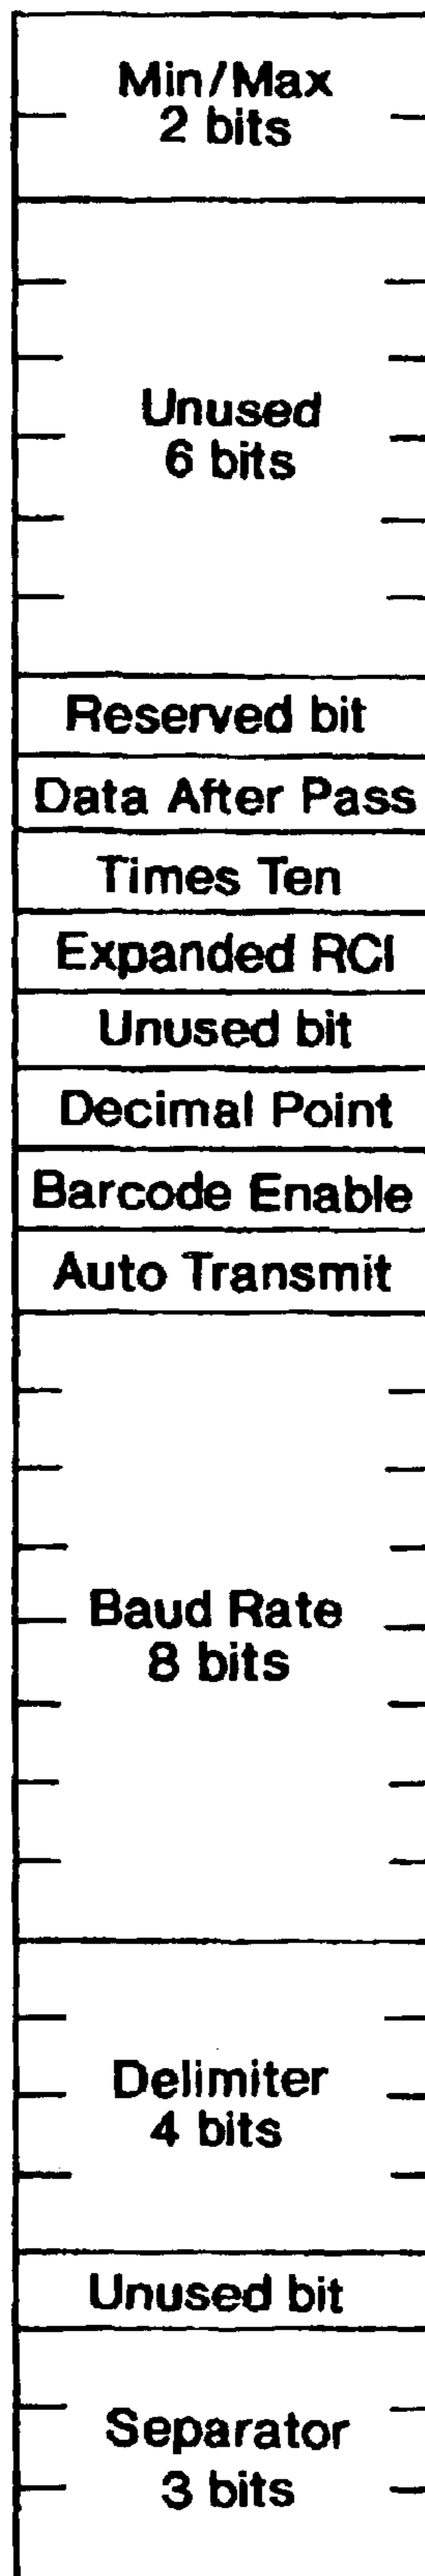 Min/Max
2 bits
Unused
6 bits
Reserved bit
Data After Pass
Times Ten
Expanded RCI
Unused bit
Decimal Point
Barcode Enable
Auto Transmit
Baud Rate
8 bits
Delimiter
4 bits
Unused bit
Separator
3 bits